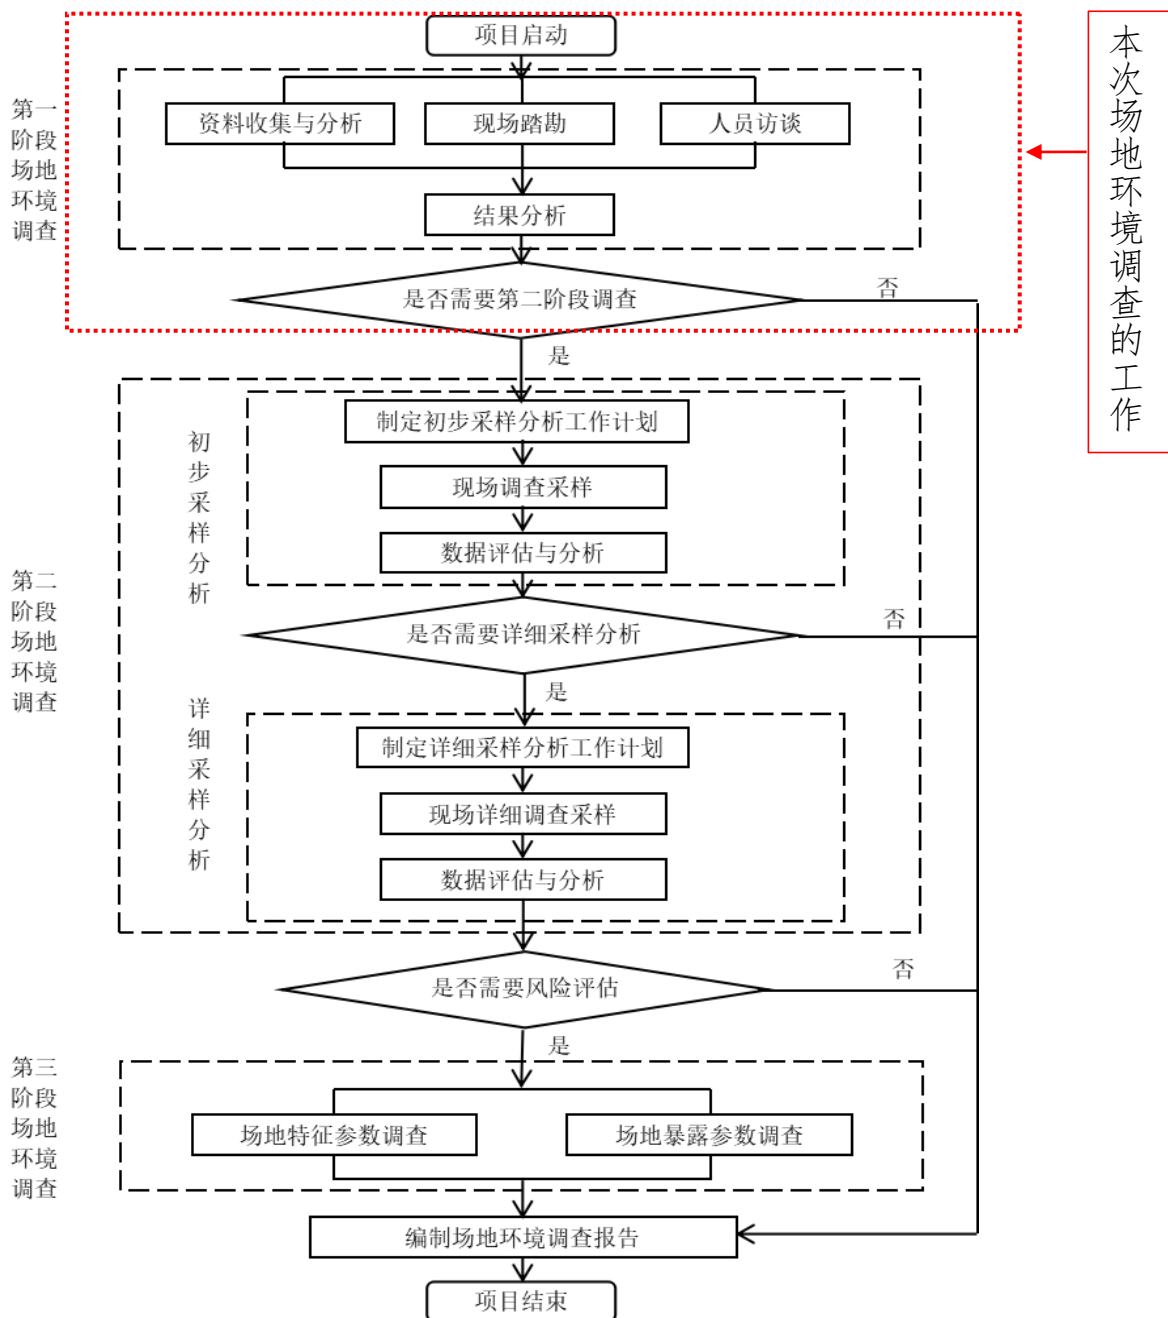 项目启动
本次场地环境调查的工作
第一
阶段
场地
环境
调查
资料收集与分析
现场踏勘
人员访谈
结果分析
是否需要第二阶段调查
否
是
第二
阶段
场地
环境
调查
初步采样分析
制定初步采样分析工作计划
现场调查采样
数据评估与分析
是否需要详细采样分析
否
是
详细采样分析
制定详细采样分析工作计划
现场详细调查采样
数据评估与分析
是否需要风险评估
否
是
第三
阶段
场地
环境
调查
场地特征参数调查
场地暴露参数调查
编制场地环境调查报告
项目结束